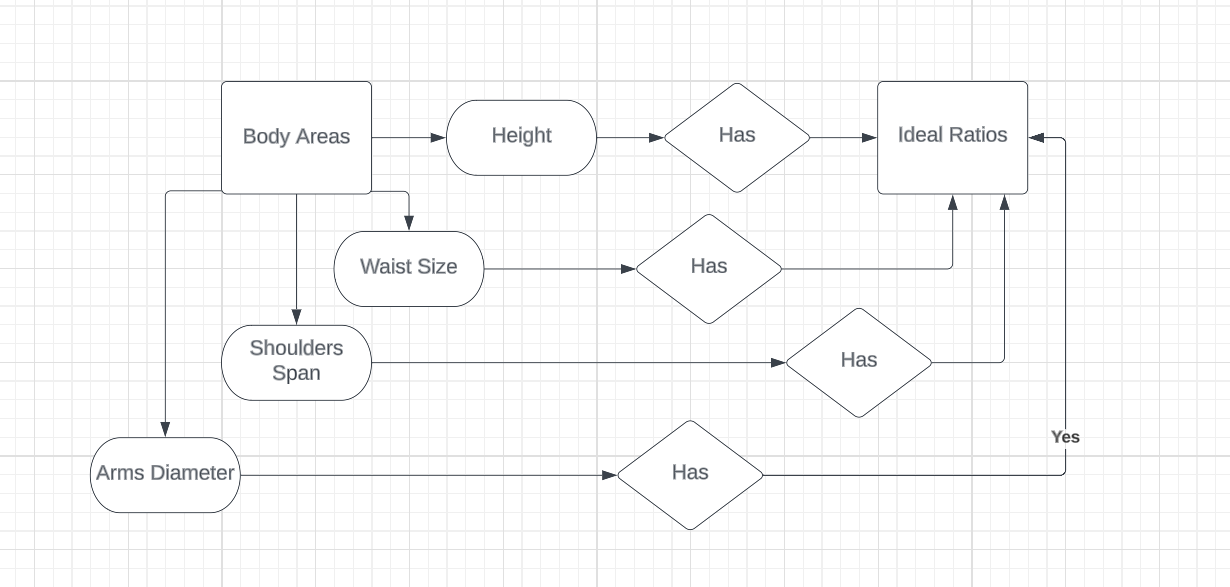 Body Areas
Height
Has
Ideal Ratios
Waist Size
Has
Shoulders
Span
Has
Yes
Arms Diameter
Has